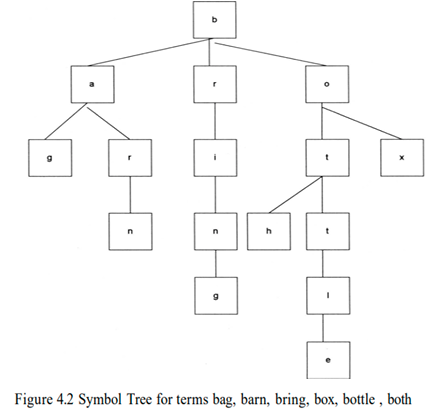 b
a r o
g r i t x
n n h t
g l
e
Figure 4.2 Symbol Tree for terms bag, barn, bring, box, bottle , both